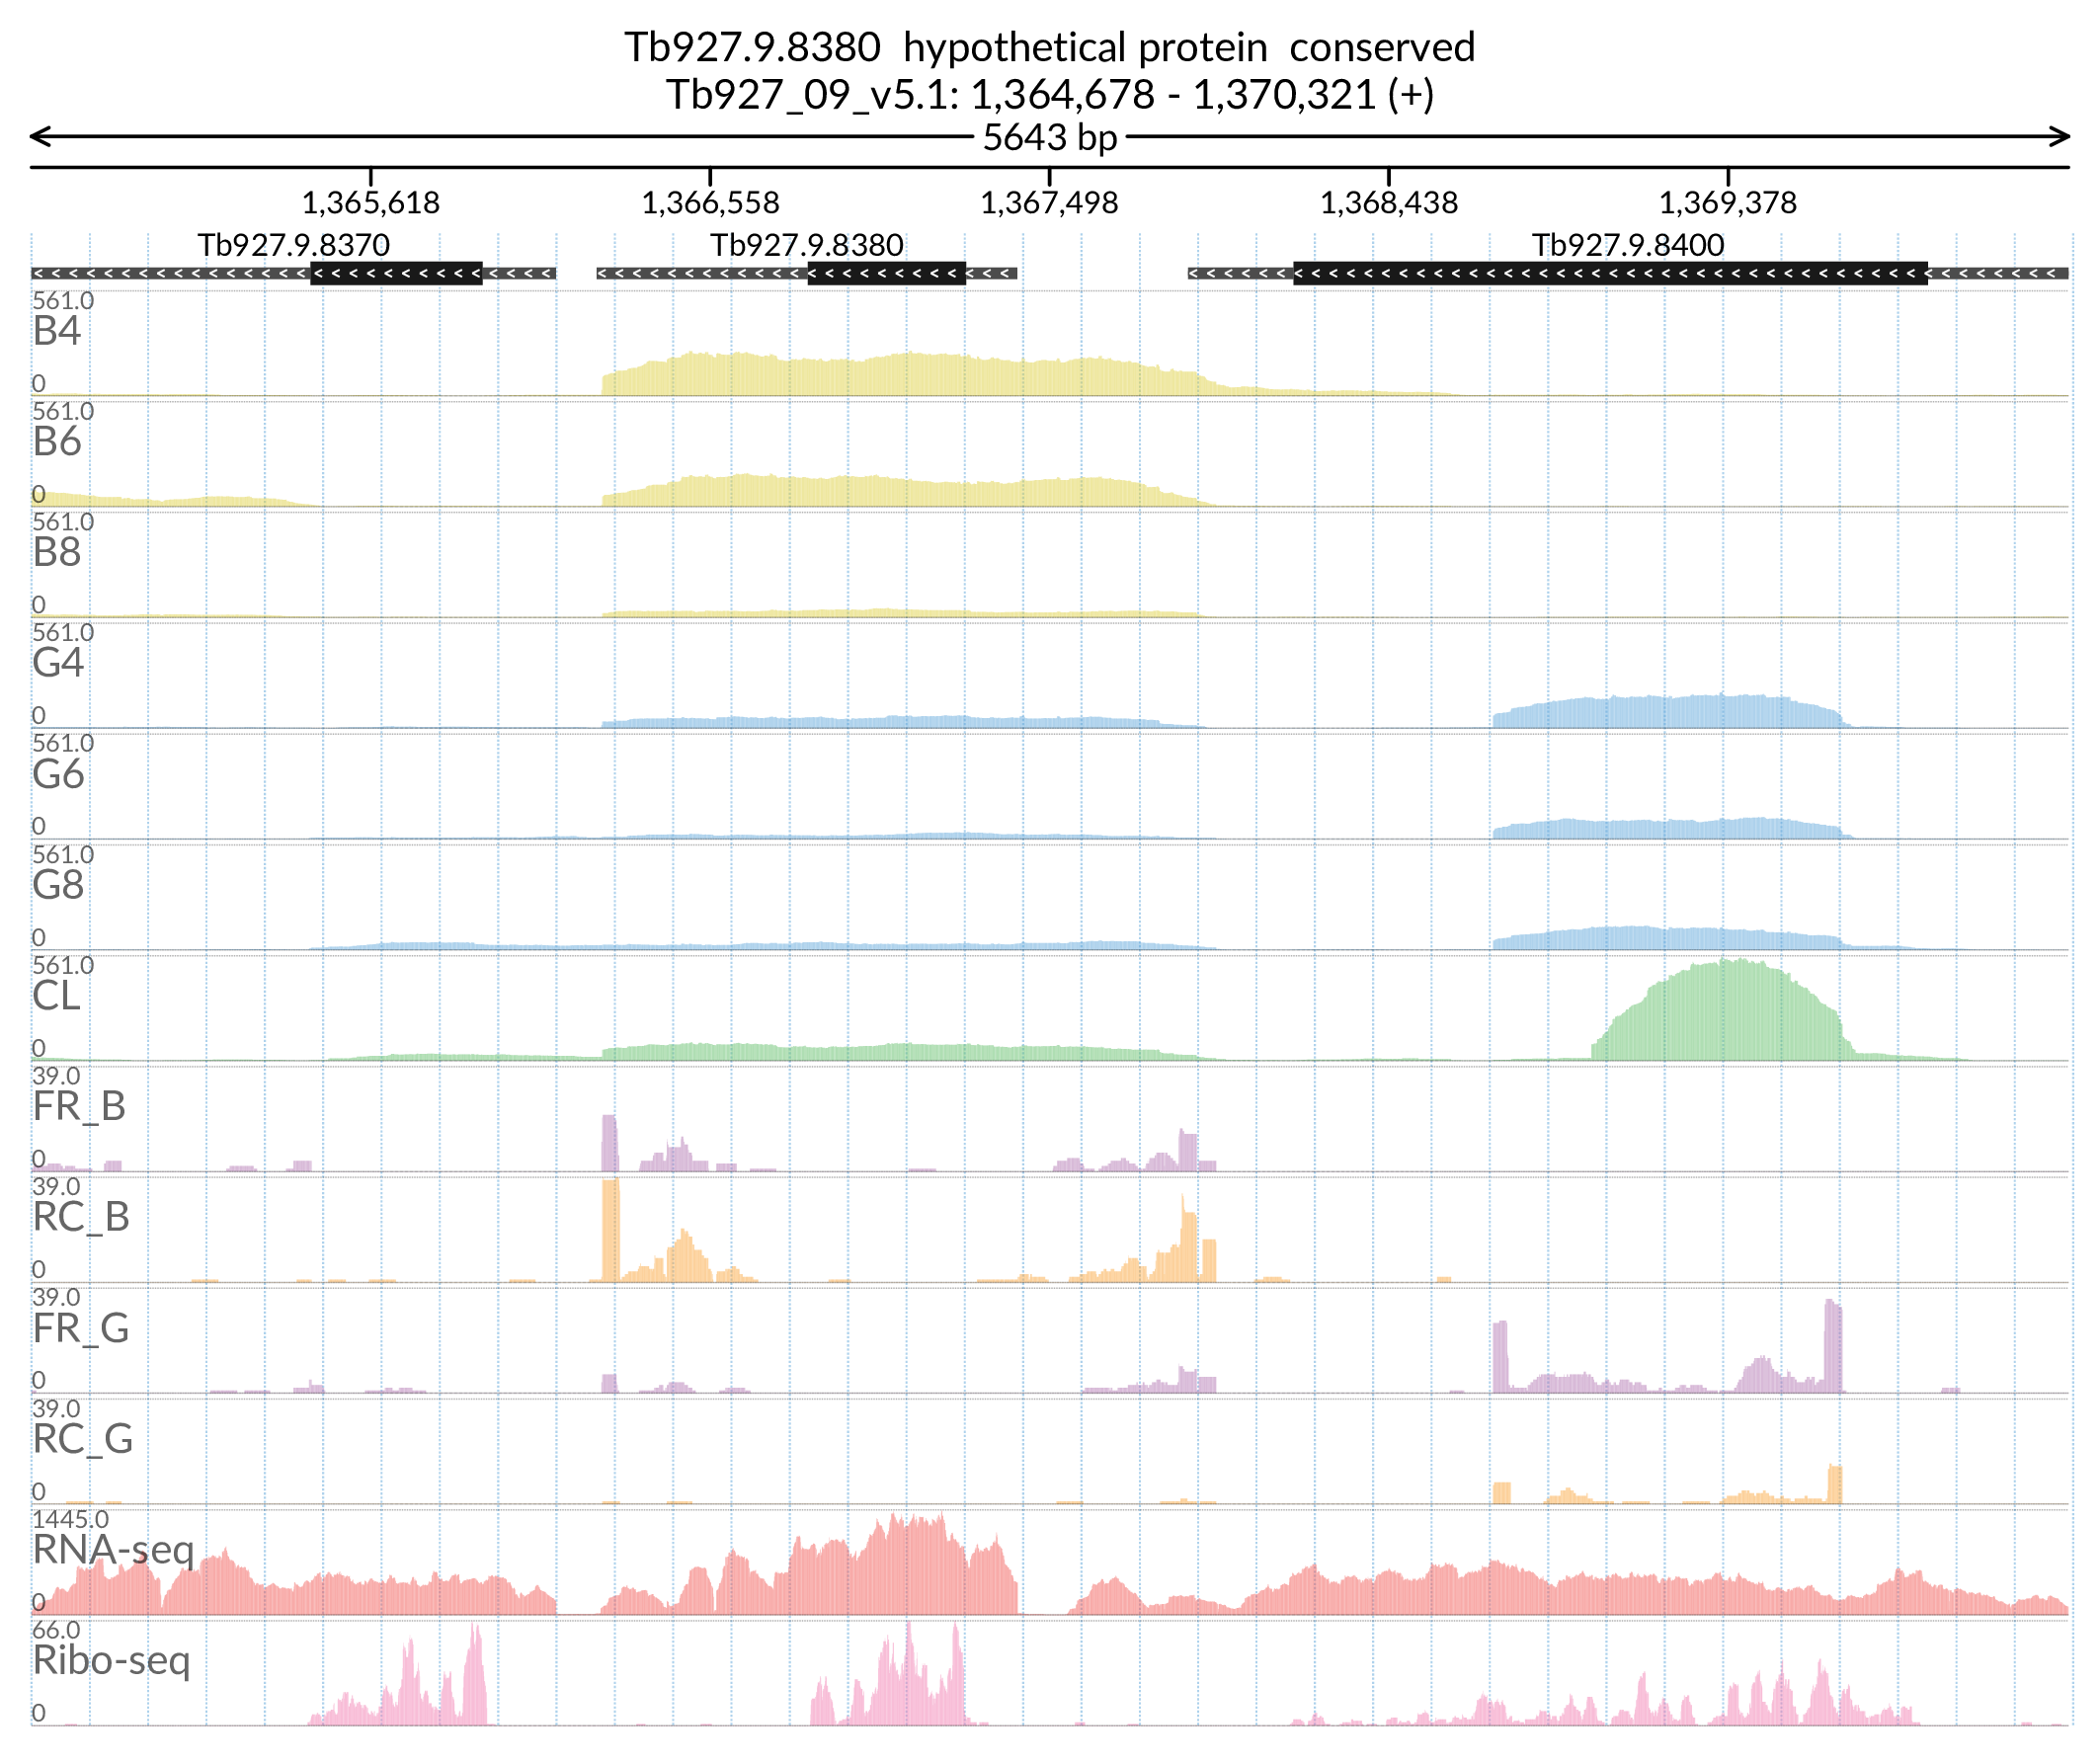 Tb927.9.8380 hypothetical protein conserved
Tb927_09_v5.1: 1,364,678 - 1,370,321 (+)
5643 bp
1,365,618 1,366,558 1,367,498 1,368,438 1,369,378
Tb927.9.8370 Tb927.9.8380 Tb927.9.8400
561.0
B4
0
561.0
B6
0
561.0
B8
0
561.0
G4
0
561.0
G6
0
561.0
G8
0
561.0
CL
0
39.0
FR_B
0
39.0
RC_B
0
39.0
FR_G
0
39.0
RC_G
0
1445.0
RNA-seq
0
66.0
Ribo-seq
0